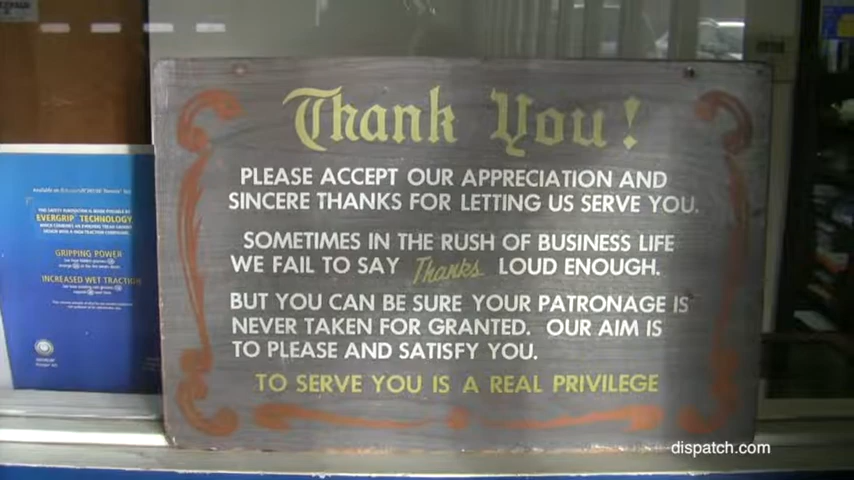 Thank You!
PLEASE ACCEPT OUR APPRECIATION AND
SINCERE THANKS FOR LETTING US SERVE YOU.
SOMETIMES IN THE RUSH OF BUSINESS LIFE
WE FAIL TO SAY Thanks LOUD ENOUGH.
BUT YOU CAN BE SURE YOUR PATRONAGE IS
NEVER TAKEN FOR GRANTED. OUR AIM IS
TO PLEASE AND SATISFY YOU.
TO SERVE YOU IS A REAL PRIVILEGE
EVERGRIP TECHNOLOGY
GRIPPING POWER
INCREASED WET TRACTION
dispatch.com